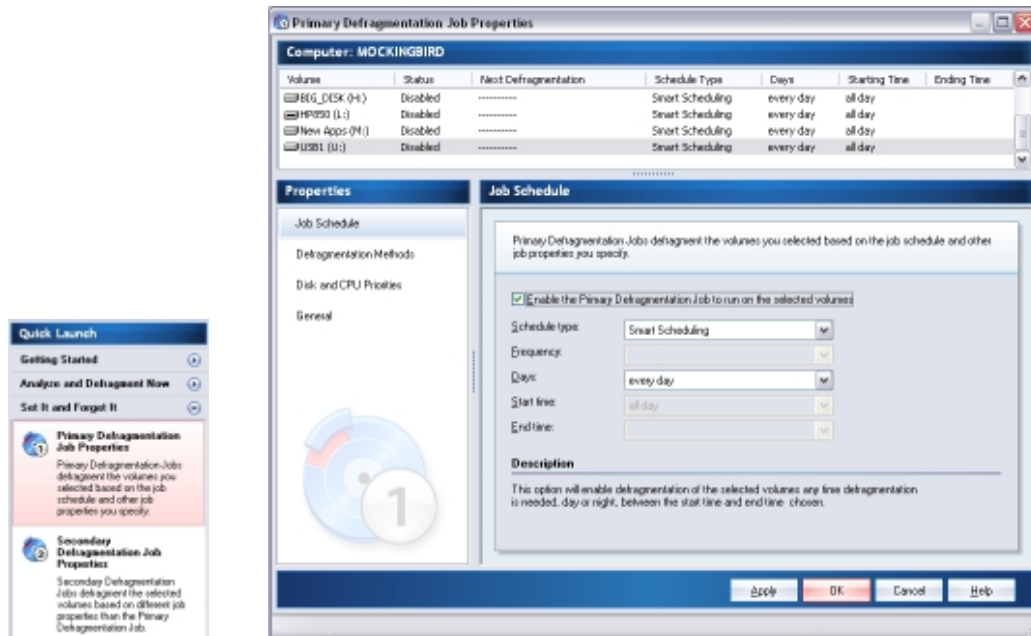 Quick Launch
Getting Started
Analyze and Defragment Now
Set It and Forget It
Primary Defragmentation
Job Properties
Primary Defragmentation Jobs
defragment the volumes you
selected based on the job
schedule and other job
properties you specify.
Secondary
Defragmentation Job
Properties
Secondary Defragmentation
Jobs defragment the selected
volumes based on different job
properties than the Primary
Defragmentation Job.
Primary Defragmentation Job Properties
Computer: MOCKINGBIRD
Volume Status Next Defragmentation Schedule Type Days Starting Time Ending Time
BIG_DISK (H:) Disabled ---------- Smart Scheduling every day all day
HP850 (L:) Disabled ---------- Smart Scheduling every day all day
New Apps (M:) Disabled ---------- Smart Scheduling every day all day
USB1 (U:) Disabled ---------- Smart Scheduling every day all day
Properties
Job Schedule
Defragmentation Methods
Disk and CPU Priorities
General
1
Job Schedule
Primary Defragmentation Jobs defragment the volumes you selected based on the job schedule and other
job properties you specify.
Enable the Primary Defragmentation Job to run on the selected volumes
Schedule type: Smart Scheduling
Frequency:
Days: every day
Start time: all day
End time:
Description
This option will enable defragmentation of the selected volumes any time defragmentation
is needed, day or night, between the start time and end time chosen.
Apply OK Cancel Help